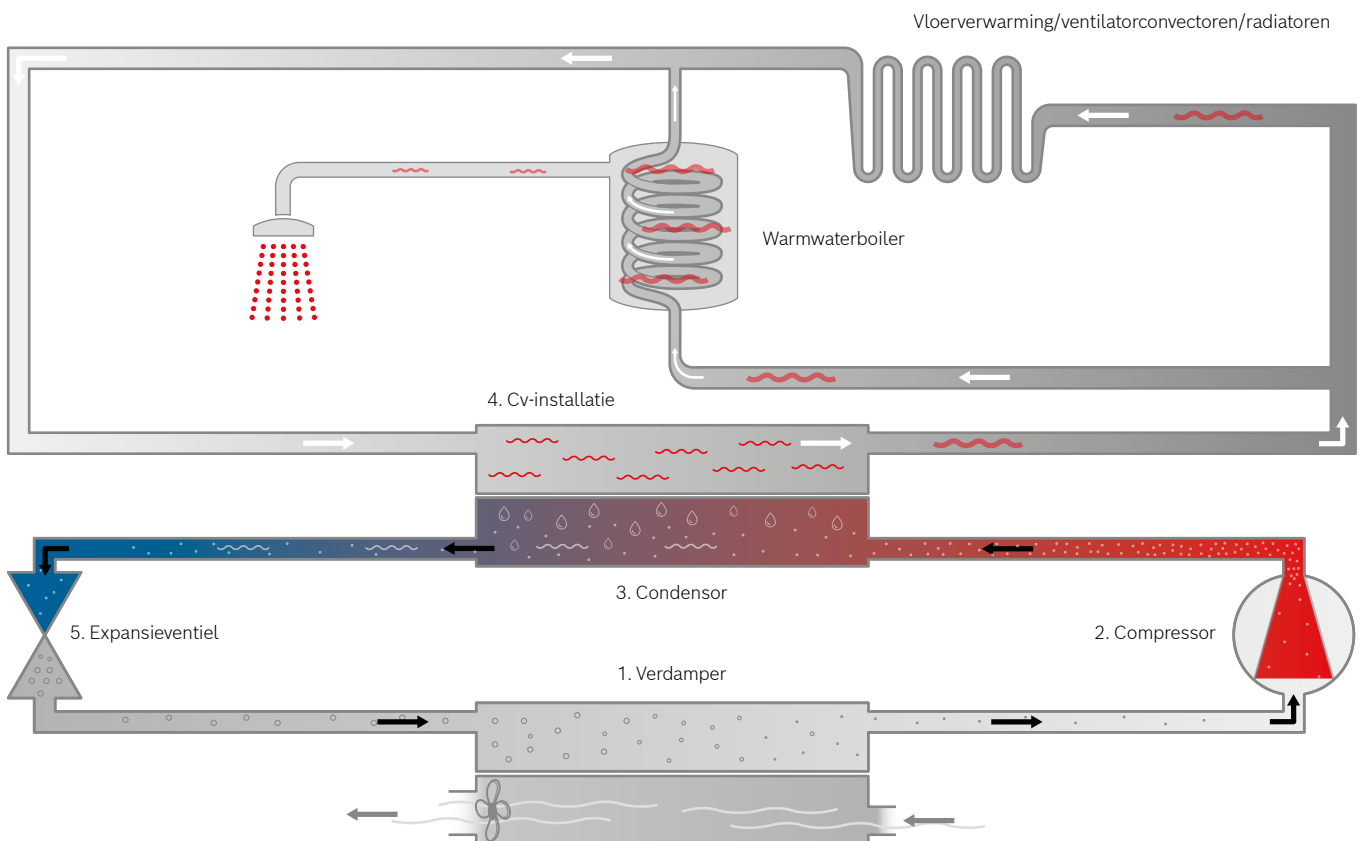 Vloerverwarming/ventilatorconvectoren/radiatoren
Warmwaterboiler
4. Cv-installatie
3. Condensor
5. Expansieventiel
2. Compressor
1. Verdamper